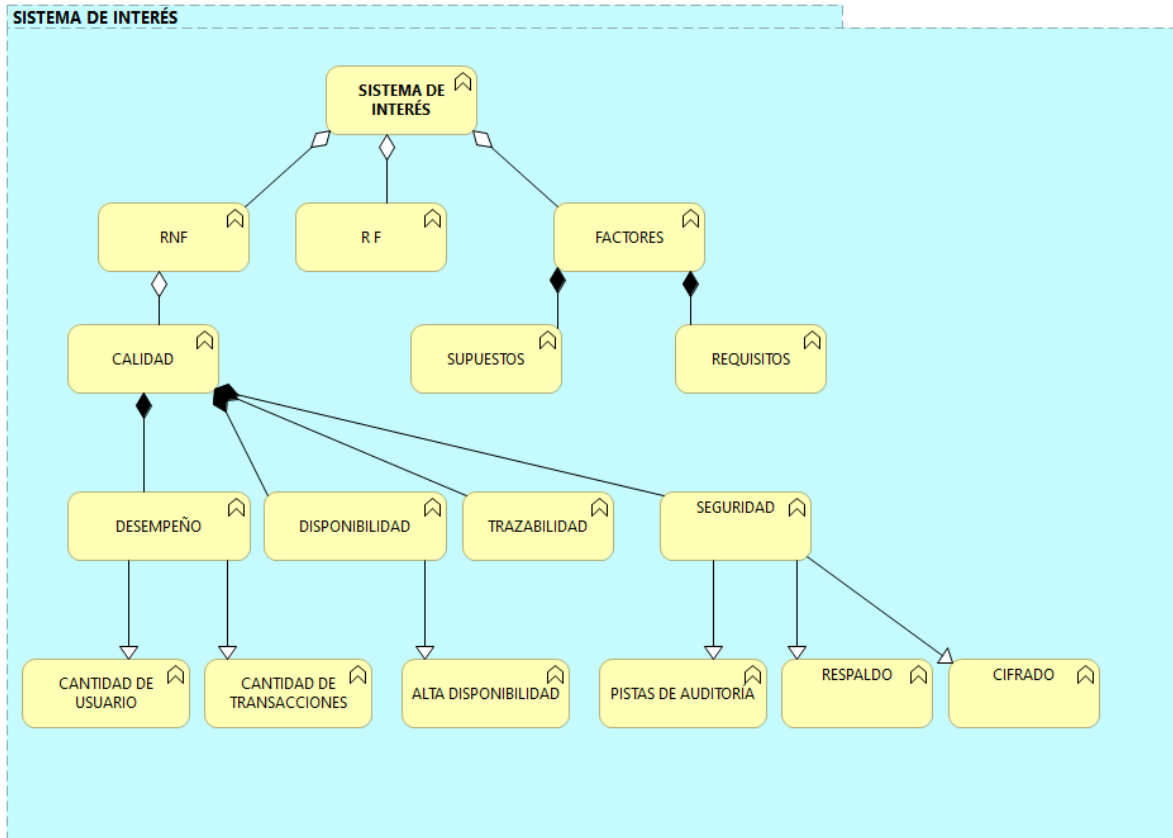 SISTEMA DE INTERÉS
SISTEMA DE
INTERÉS
RNF
R F
FACTORES
CALIDAD
SUPUESTOS
REQUISITOS
DESEMPEÑO
DISPONIBILIDAD
TRAZABILIDAD
SEGURIDAD
CANTIDAD DE
USUARIO
CANTIDAD DE
TRANSACCIONES
ALTA DISPONIBILIDAD
PISTAS DE AUDITORÍA
RESPALDO
CIFRADO